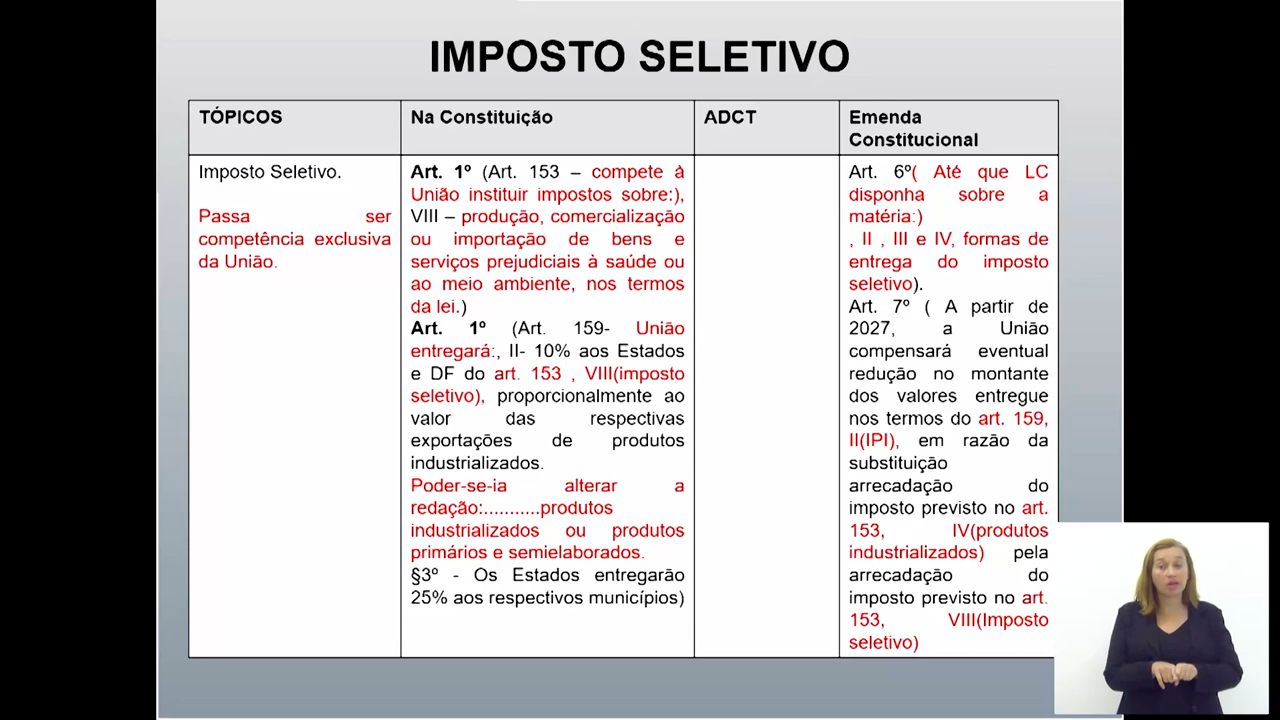 IMPOSTO SELETIVO
TÓPICOS
Na Constituição
ADCT
Emenda
Constitucional
Imposto Seletivo.
Passa ser
competência exclusiva
da União.
Art. 1º (Art. 153 – compete à
União instituir impostos sobre:),
VIII – produção, comercialização
ou importação de bens e
serviços prejudiciais à saúde ou
ao meio ambiente, nos termos
da lei.)
Art. 1º (Art. 159- União
entregará:, II- 10% aos Estados
e DF do art. 153 , VIII(imposto
seletivo), proporcionalmente ao
valor das respectivas
exportações de produtos
industrializados.
Poder-se-ia alterar a
redação:...........produtos
industrializados ou produtos
primários e semielaborados.
§3º - Os Estados entregarão
25% aos respectivos municípios)
Art. 6º( Até que LC
disponha sobre a
matéria:)
, II , III e IV, formas de
entrega do imposto
seletivo).
Art. 7º ( A partir de
2027, a União
compensará eventual
redução no montante
dos valores entregue
nos termos do art. 159,
II(IPI), em razão da
substituição
arrecadação do
imposto previsto no art.
153, IV(produtos
industrializados) pela
arrecadação do
imposto previsto no art.
153, VIII(Imposto
seletivo)